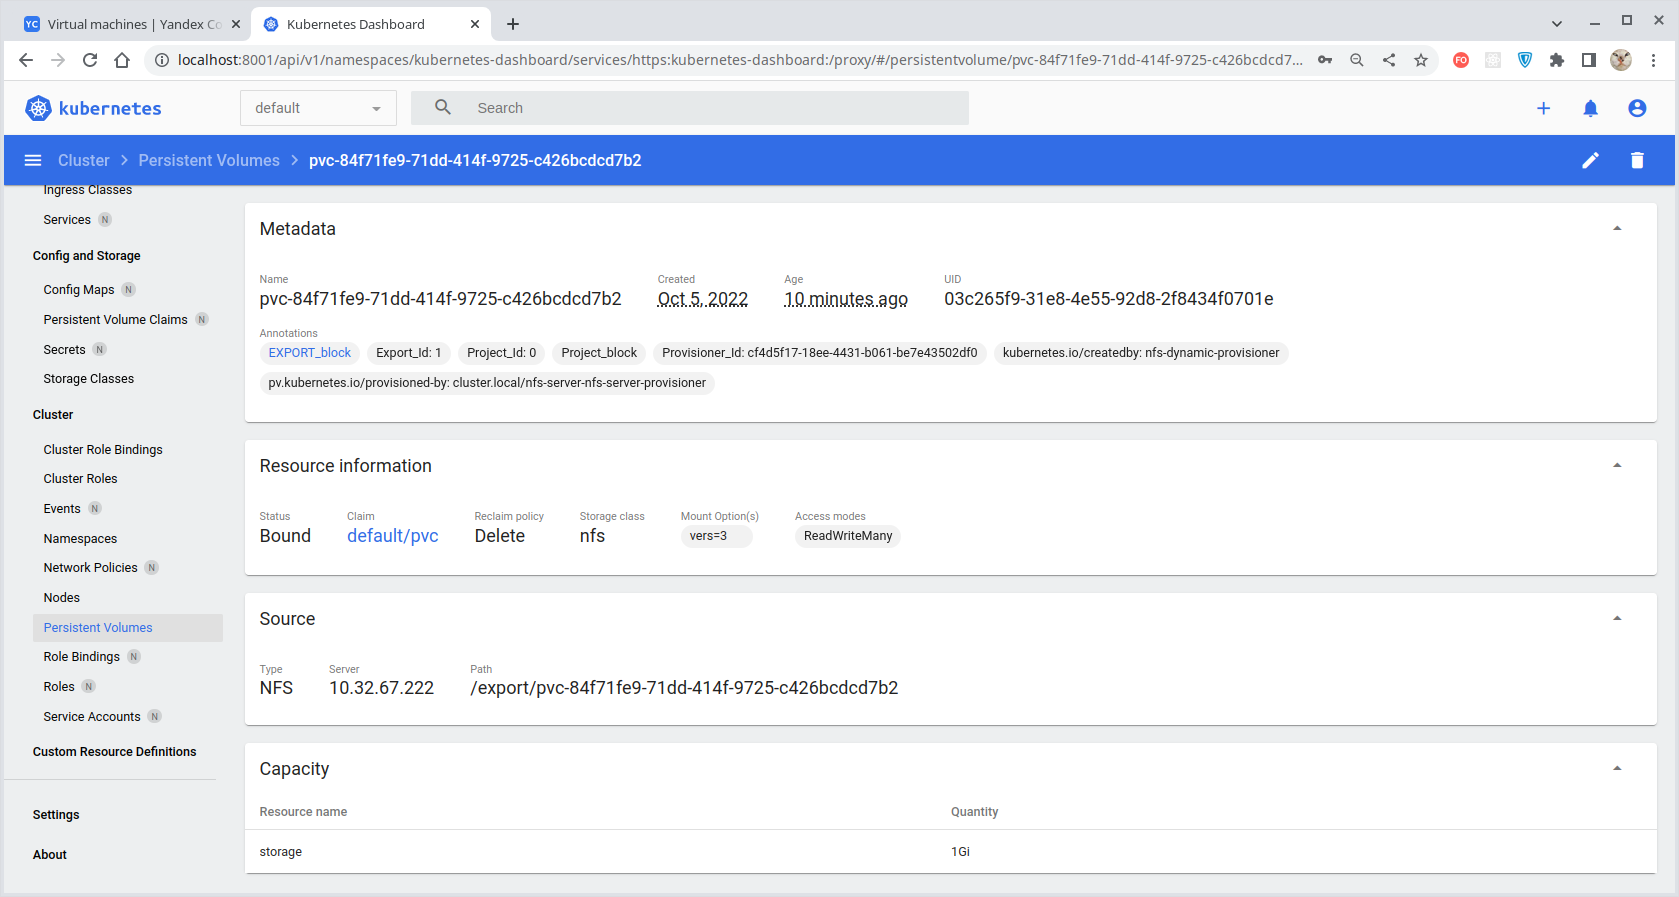 Virtual machines | Yandex Co
Kubernetes Dashboard
localhost:8001/api/v1/namespaces/kubernetes-dashboard/services/https:kubernetes-dashboard:/proxy/#/persistentvolume/pvc-84f71fe9-71dd-414f-9725-c426bcdcd7...
kubernetes
default
Search
Cluster > Persistent Volumes > pvc-84f71fe9-71dd-414f-9725-c426bcdcd7b2
Ingress Classes
Services N
Config and Storage
Config Maps N
Persistent Volume Claims N
Secrets N
Storage Classes
Cluster
Cluster Role Bindings
Cluster Roles
Events N
Namespaces
Network Policies N
Nodes
Persistent Volumes
Role Bindings N
Roles N
Service Accounts N
Custom Resource Definitions
Settings
About
Metadata
Name Created Age UID
pvc-84f71fe9-71dd-414f-9725-c426bcdcd7b2 Oct 5, 2022 10 minutes ago 03c265f9-31e8-4e55-92d8-2f8434f0701e
Annotations
EXPORT_block Export_Id: 1 Project_Id: 0 Project_block Provisioner_Id: cf4d5f17-18ee-4431-b061-be7e43502df0 kubernetes.io/createdby: nfs-dynamic-provisioner
pv.kubernetes.io/provisioned-by: cluster.local/nfs-server-nfs-server-provisioner
Resource information
Status Claim Reclaim policy Storage class Mount Option(s) Access modes
Bound default/pvc Delete nfs vers=3 ReadWriteMany
Source
Type Server Path
NFS 10.32.67.222 /export/pvc-84f71fe9-71dd-414f-9725-c426bcdcd7b2
Capacity
Resource name Quantity
storage 1Gi